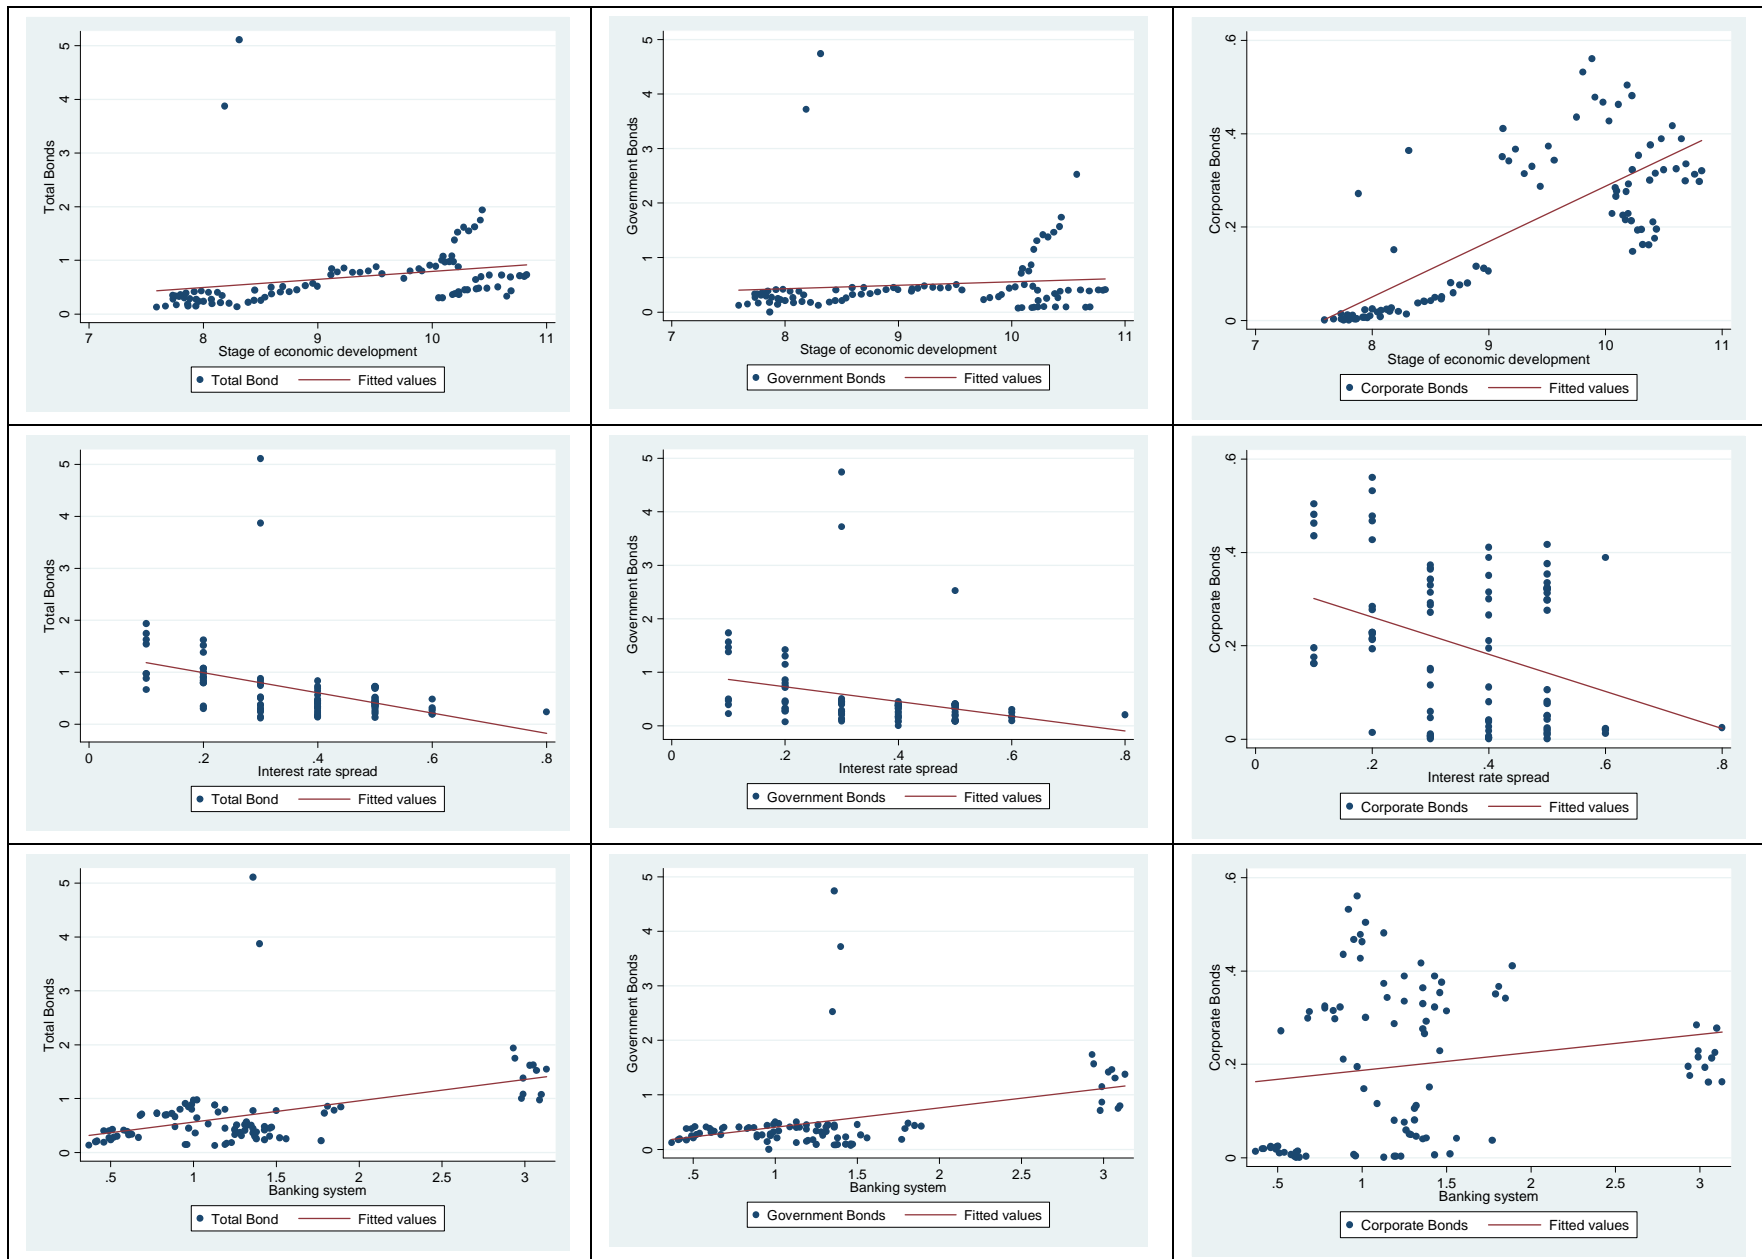 Total Bonds
5
4
3
2
1
0
7 8 9 10 11
Stage of economic development
Total Bond Fitted values
Government Bonds
5
4
3
2
1
0
7 8 9 10 11
Stage of economic development
Government Bonds Fitted values
Corporate Bonds
.6
.4
.2
0
7 8 9 10 11
Stage of economic development
Corporate Bonds Fitted values
Total Bonds
5
4
3
2
1
0
0 .2 .4 .6 .8
Interest rate spread
Total Bond Fitted values
Government Bonds
5
4
3
2
1
0
0 .2 .4 .6 .8
Interest rate spread
Government Bonds Fitted values
Corporate Bonds
.6
.4
.2
0
0 .2 .4 .6 .8
Interest rate spread
Corporate Bonds Fitted values
Total Bonds
5
4
3
2
1
0
.5 1 1.5 2 2.5 3
Banking system
Total Bond Fitted values
Government Bonds
5
4
3
2
1
0
.5 1 1.5 2 2.5 3
Banking system
Government Bonds Fitted values
Corporate Bonds
.6
.4
.2
0
.5 1 1.5 2 2.5 3
Banking system
Corporate Bonds Fitted values